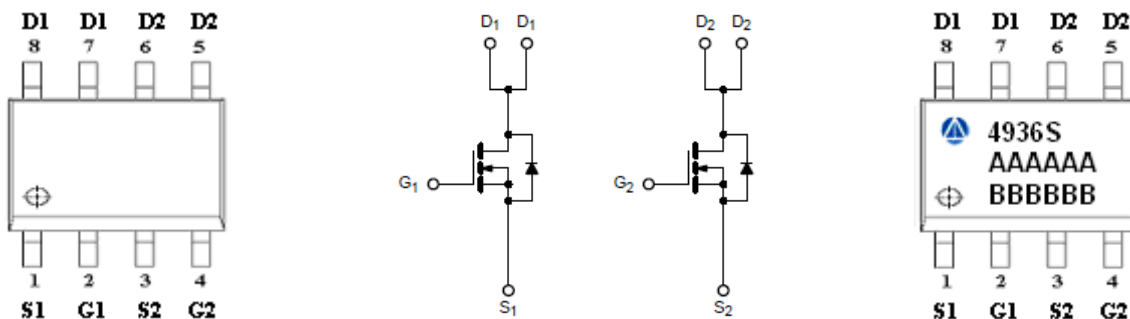 D1 D1 D2 D2
8 7 6 5
1 2 3 4
S1 G1 S2 G2
D1 D1
G1
S1
D2 D2
G2
S2
D1 D1 D2 D2
8 7 6 5
4936S
AAAAAA
BBBBBB
1 2 3 4
S1 G1 S2 G2